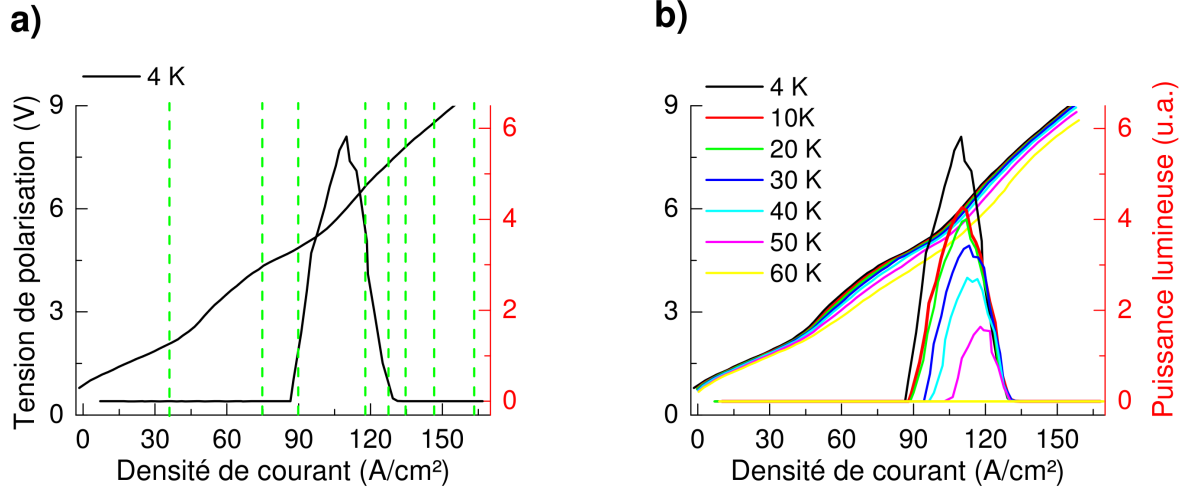 a)
4 K
Tension de polarisation (V)
9
6
3
0
6
4
2
0
0 30 60 90 120 150
Densité de courant (A/cm²)
b)
4 K
10K
20 K
30 K
40 K
50 K
60 K
9
6
3
0
6
4
2
0
Puissance lumineuse (u.a.)
0 30 60 90 120 150
Densité de courant (A/cm²)